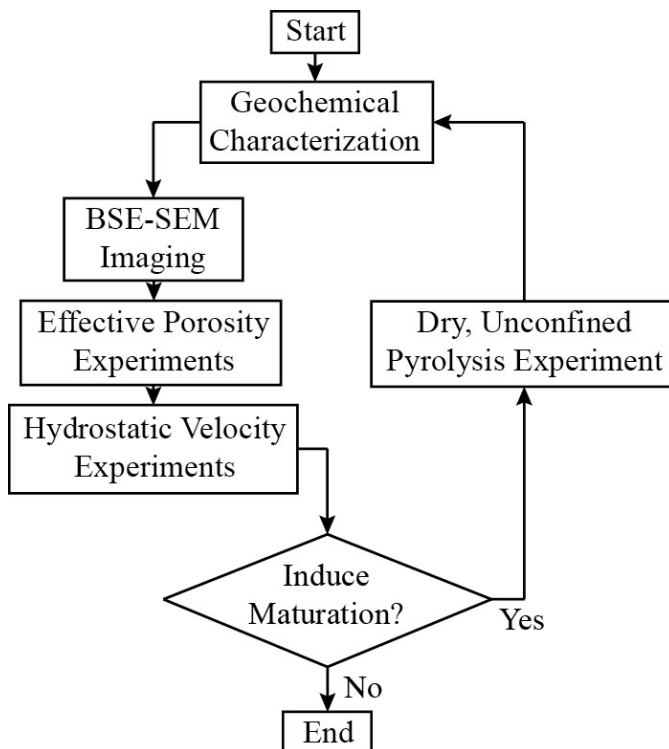 Start
Geochemical
Characterization
BSE-SEM
Imaging
Effective Porosity
Experiments
Dry, Unconfined
Pyrolysis Experiment
Hydrostatic Velocity
Experiments
Induce
Maturation?
Yes
No
End